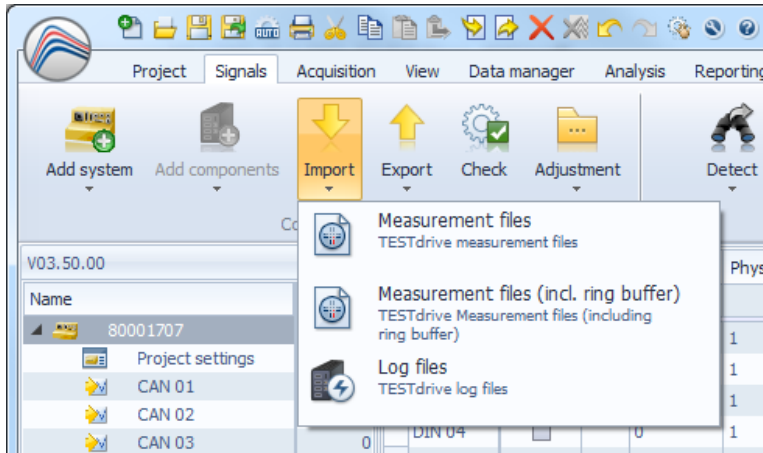 AUTO
Project Signals Acquisition View Data manager Analysis Reporting
Add system Add components Import Export Check Adjustment Detect
Measurement files
TESTdrive measurement files
V03.50.00
Phys
Name
Measurement files (incl. ring buffer)
TESTdrive Measurement files (including
ring buffer)
80001707
1
Project settings
Log files
1
CAN 01
TESTdrive log files
1
CAN 02
DIN 04 0 1
CAN 03 0